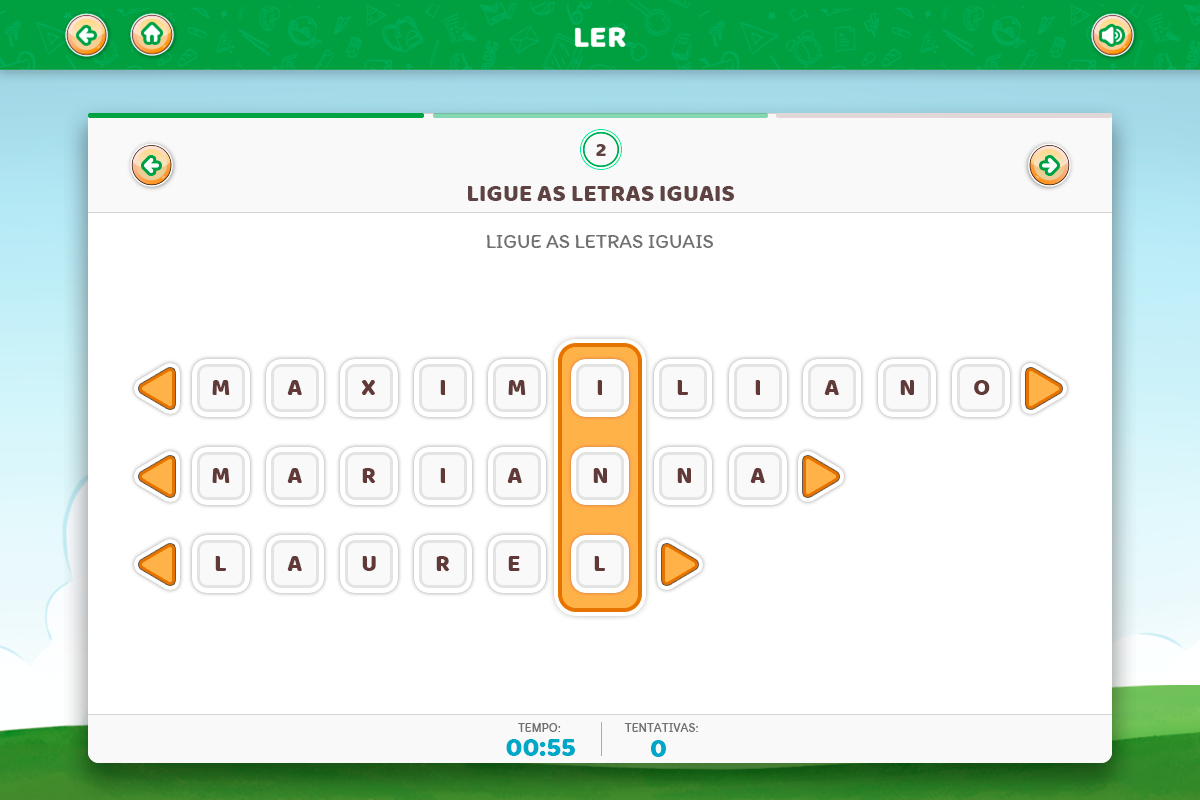 LER
2
LIGUE AS LETRAS IGUAIS
LIGUE AS LETRAS IGUAIS
M A X I M I L I A N O
M A R I A N N A
L A U R E L
TEMPO: TENTATIVAS:
00:55 0